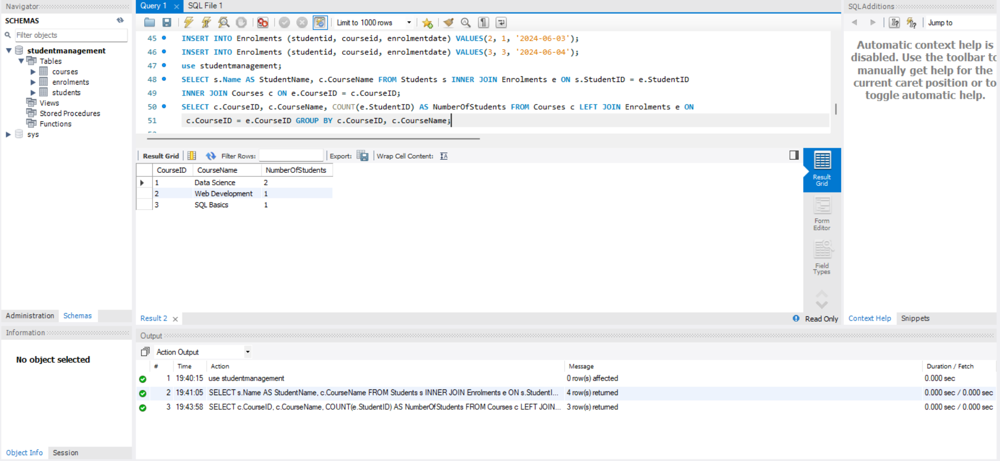 Navigator
SCHEMAS
Filter objects
studentmanagement
Tables
courses
enrolments
students
Views
Stored Procedures
Functions
sys
Administration Schemas
Information
No object selected
Object Info Session
Query 1 SQL File 1
Limit to 1000 rows
45 INSERT INTO Enrolments (studentid, courseid, enrolmentdate) VALUES(2, 1, '2024-06-03');
46 INSERT INTO Enrolments (studentid, courseid, enrolmentdate) VALUES(3, 3, '2024-06-04');
47 use studentmanagement;
48 SELECT s.Name AS StudentName, c.CourseName FROM Students s INNER JOIN Enrolments e ON s.StudentID = e.StudentID
49 INNER JOIN Courses c ON e.CourseID = c.CourseID;
50 SELECT c.CourseID, c.CourseName, COUNT(e.StudentID) AS NumberOfStudents FROM Courses c LEFT JOIN Enrolments e ON
51 c.CourseID = e.CourseID GROUP BY c.CourseID, c.CourseName;
Result Grid Filter Rows: Export: Wrap Cell Content:
CourseID CourseName NumberOfStudents
1 Data Science 2
2 Web Development 1
3 SQL Basics 1
Result Grid
Form Editor
Field Types
Result 2 Read Only
Output
Action Output
# Time Action Message Duration / Fetch
1 19:40:15 use studentmanagement 0 row(s) affected 0.000 sec
2 19:41:05 SELECT s.Name AS StudentName, c.CourseName FROM Students s INNER JOIN Enrolments e ON s.StudentI... 4 row(s) returned 0.000 sec / 0.000 sec
3 19:43:58 SELECT c.CourseID, c.CourseName, COUNT(e.StudentID) AS NumberOfStudents FROM Courses c LEFT JOIN... 3 row(s) returned 0.000 sec / 0.000 sec
SQLAdditions
Jump to
Automatic context help is
disabled. Use the toolbar to
manually get help for the
current caret position or to
toggle automatic help.
Context Help Snippets